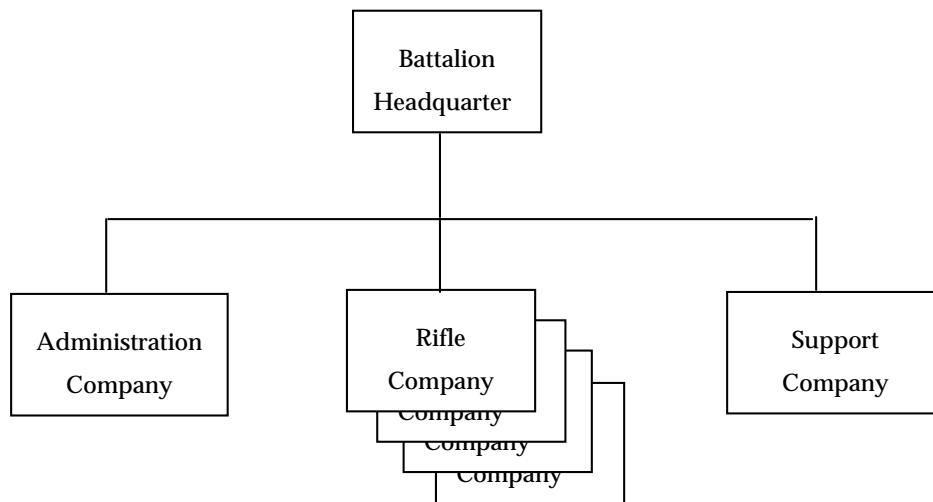 Battalion
Headquarter
Administration
Company
Rifle
Company
Support
Company
Company
Company
Company